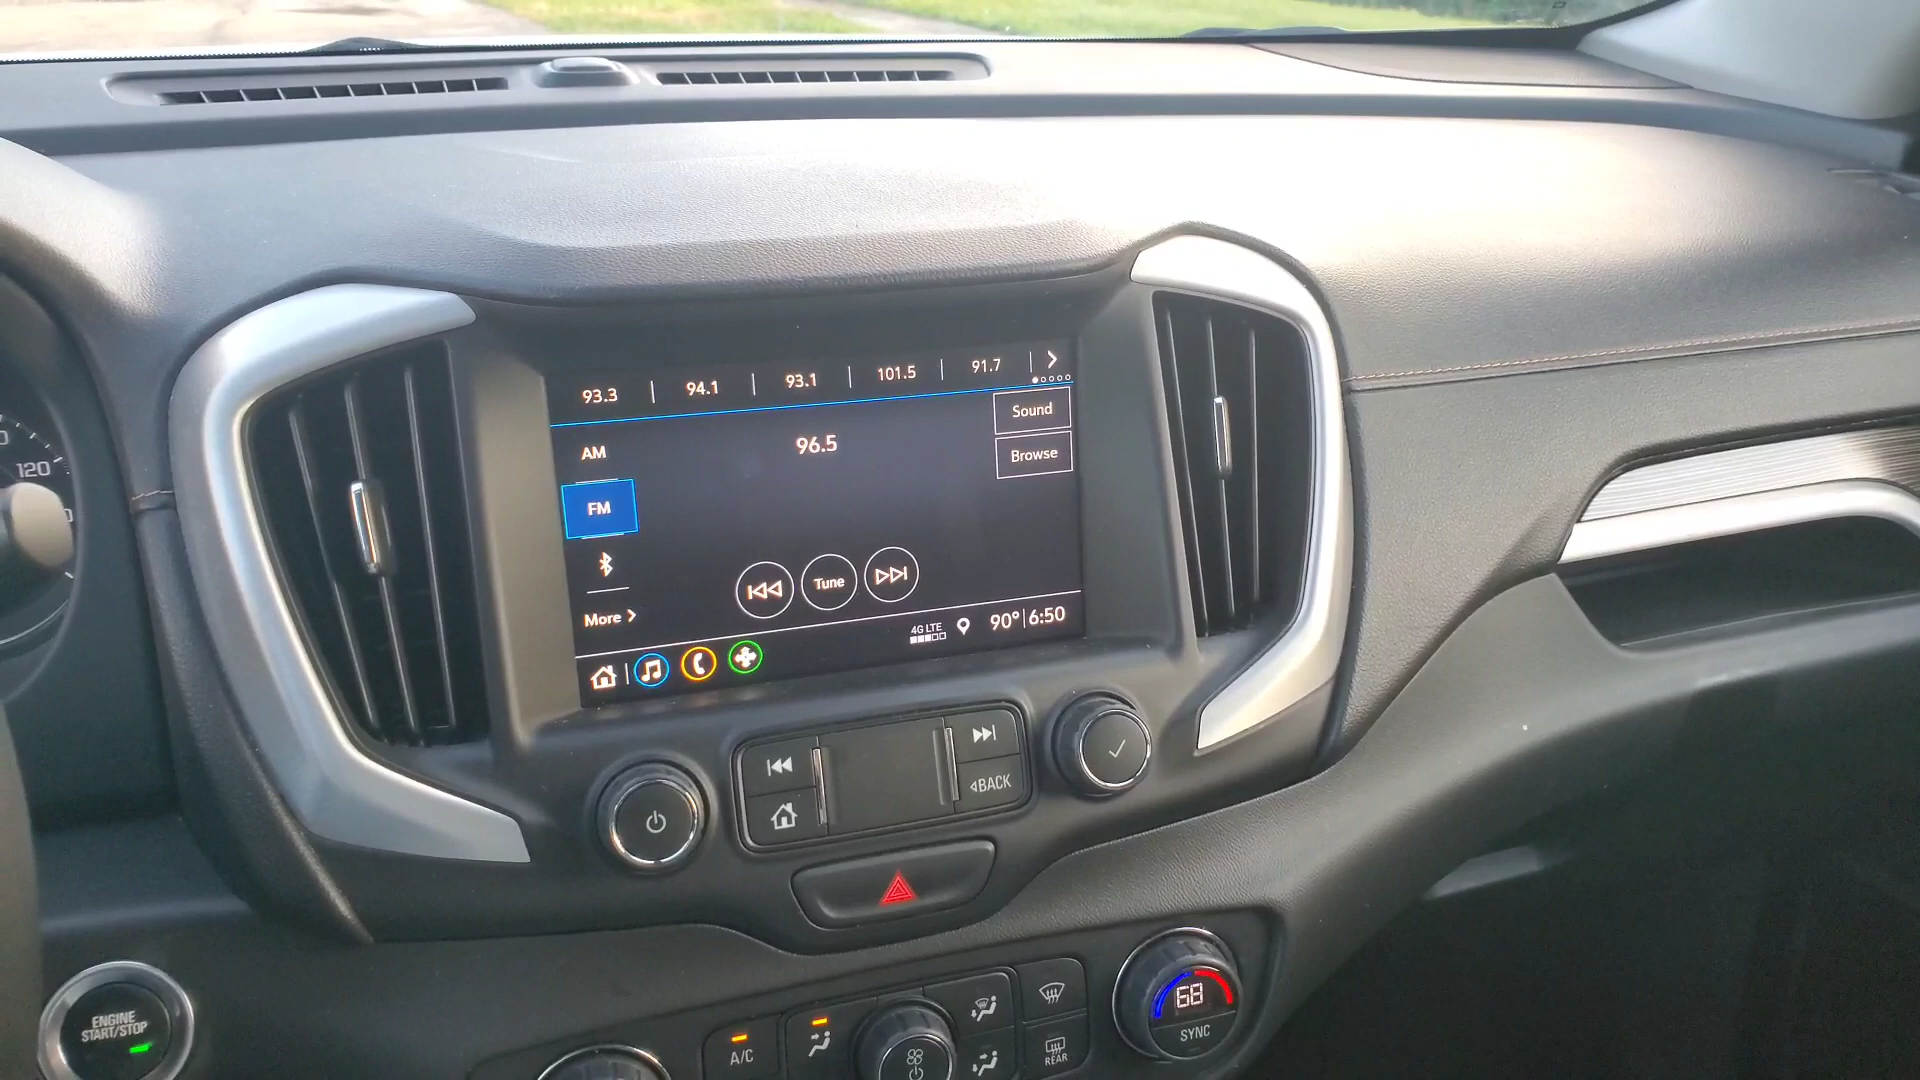 93.3 | 94.1 | 93.1 | 101.5 | 91.7 |
Sound
AM
96.5
Browse
FM
Tune
More
4G LTE
90° | 6:50
120
BACK
ENGINE
START/STOP
A/C
REAR
68
SYNC